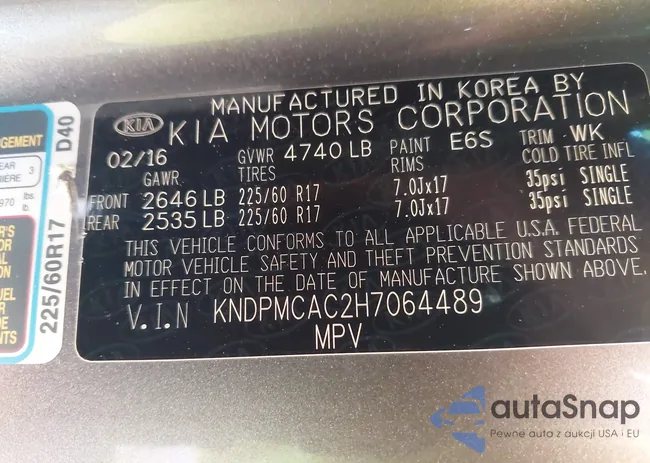 MANUFACTURED IN KOREA BY
KIA KIA MOTORS CORPORATION
02/16 GVWR 4740 LB PAINT E6S TRIM WK
GAWR TIRES RIMS COLD TIRE INFL
FRONT 2646 LB 225/60 R17 7.0Jx17 35psi SINGLE
REAR 2535 LB 225/60 R17 7.0Jx17 35psi SINGLE
THIS VEHICLE CONFORMS TO ALL APPLICABLE U.S.A. FEDERAL
MOTOR VEHICLE SAFETY AND THEFT PREVENTION STANDARDS
IN EFFECT ON THE DATE OF MANUFACTURE SHOWN ABOVE.
V.I.N KNDPMCAC2H7064489
MPV
225/60R17 D40
3
970
lbs.
autaSnap
Pewne auta z aukcji USA i EU